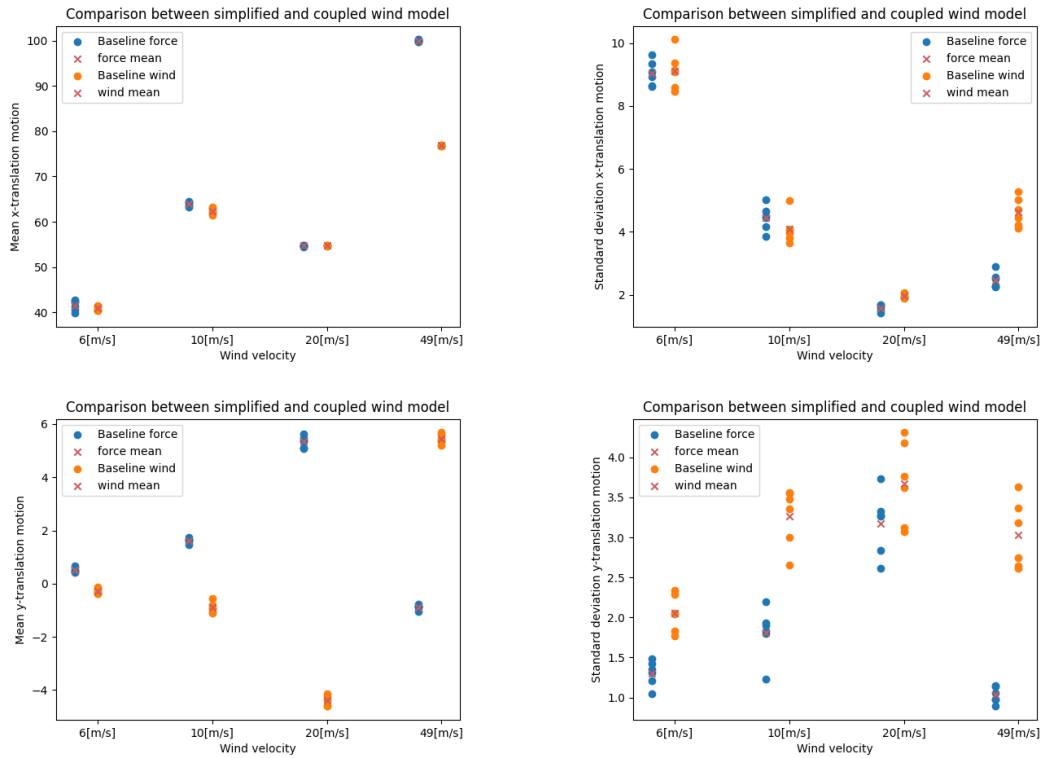 Comparison between simplified and coupled wind model
Baseline force
force mean
Baseline wind
wind mean
Mean x-translation motion
100
90
80
70
60
50
40
6[m/s] 10[m/s] 20[m/s] 49[m/s]
Wind velocity
Comparison between simplified and coupled wind model
Baseline force
force mean
Baseline wind
wind mean
Standard deviation x-translation motion
10
8
6
4
2
6[m/s] 10[m/s] 20[m/s] 49[m/s]
Wind velocity
Comparison between simplified and coupled wind model
Baseline force
force mean
Baseline wind
wind mean
Mean y-translation motion
6
4
2
0
−2
−4
6[m/s] 10[m/s] 20[m/s] 49[m/s]
Wind velocity
Comparison between simplified and coupled wind model
Baseline force
force mean
Baseline wind
wind mean
Standard deviation y-translation motion
4.0
3.5
3.0
2.5
2.0
1.5
1.0
6[m/s] 10[m/s] 20[m/s] 49[m/s]
Wind velocity